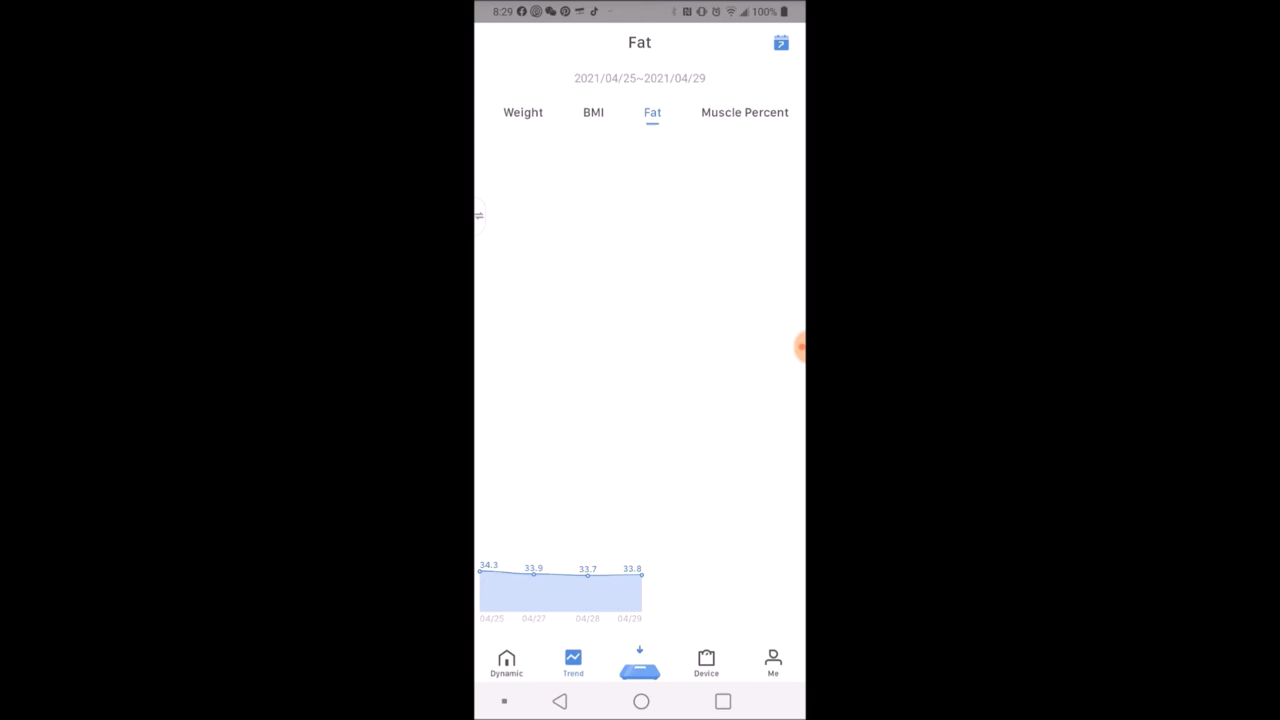 8:29 100%
Fat
7
2021/04/25~2021/04/29
Weight BMI Fat Muscle Percent
34.3 33.9 33.7 33.8
04/25 04/27 04/28 04/29
Dynamic Trend Device Me